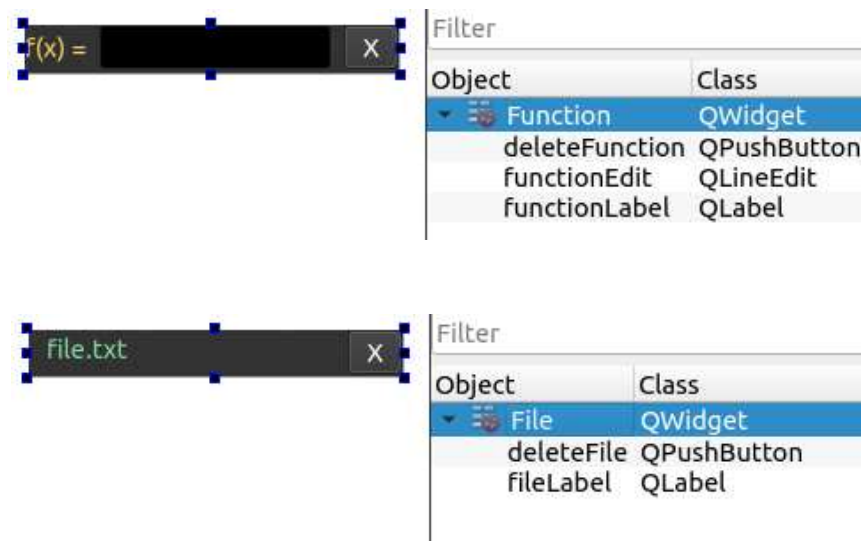 f(x) = X
Filter
Object Class
Function QWidget
deleteFunction QPushButton
functionEdit QLineEdit
functionLabel QLabel
file.txt X
Filter
Object Class
File QWidget
deleteFile QPushButton
fileLabel QLabel